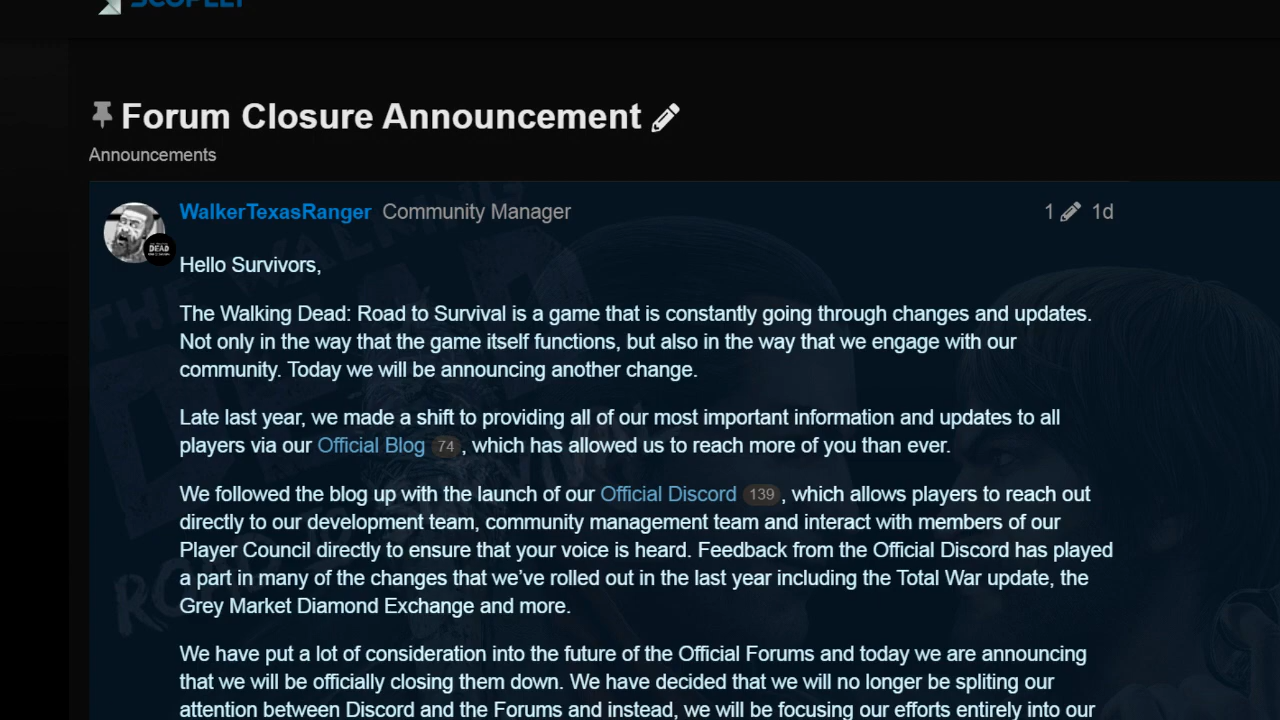 SCOPELY
Forum Closure Announcement
Announcements
WalkerTexasRanger Community Manager 1 1d
Hello Survivors,
The Walking Dead: Road to Survival is a game that is constantly going through changes and updates.
Not only in the way that the game itself functions, but also in the way that we engage with our
community. Today we will be announcing another change.
Late last year, we made a shift to providing all of our most important information and updates to all
players via our Official Blog 74 , which has allowed us to reach more of you than ever.
We followed the blog up with the launch of our Official Discord 139 , which allows players to reach out
directly to our development team, community management team and interact with members of our
Player Council directly to ensure that your voice is heard. Feedback from the Official Discord has played
a part in many of the changes that we’ve rolled out in the last year including the Total War update, the
Grey Market Diamond Exchange and more.
We have put a lot of consideration into the future of the Official Forums and today we are announcing
that we will be officially closing them down. We have decided that we will no longer be spliting our
attention between Discord and the Forums and instead, we will be focusing our efforts entirely into our